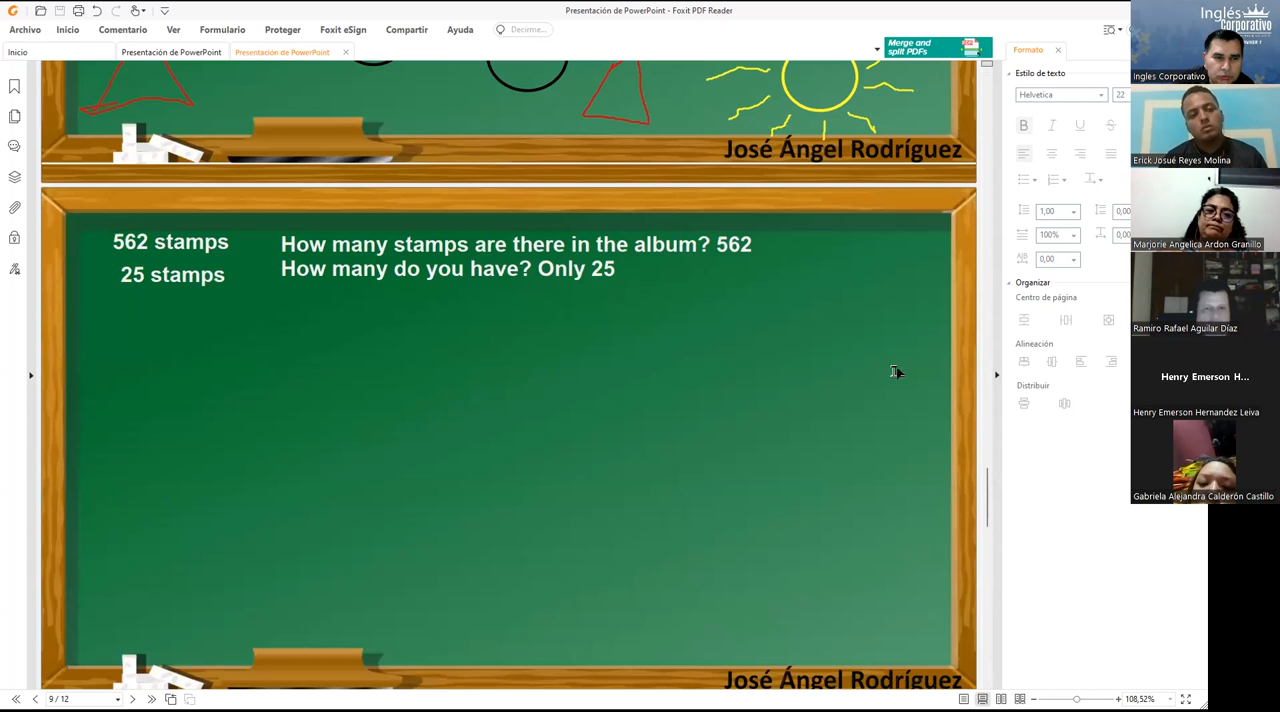 Presentación de PowerPoint - Foxit PDF Reader
Archivo Inicio Comentario Ver Formulario Proteger Foxit eSign Compartir Ayuda Decirme...
Inicio Presentación de PowerPoint Presentación de PowerPoint
Merge and
split PDFs
Formato
Estilo de texto
Helvetica 22
1,00 0,00
100% 0,00
0,00
Organizar
Centro de página
Alineación
Distribuir
José Ángel Rodríguez
562 stamps
25 stamps
How many stamps are there in the album? 562
How many do you have? Only 25
José Ángel Rodríguez
9 / 12
108,52%
Inglés
Corporativo
Ingles Corporativo
Erick Josué Reyes Molina
Marjorie Angelica Ardon Granillo
Ramiro Rafael Aguilar Díaz
Henry Emerson H...
Henry Emerson Hernandez Leiva
Gabriela Alejandra Calderón Castillo